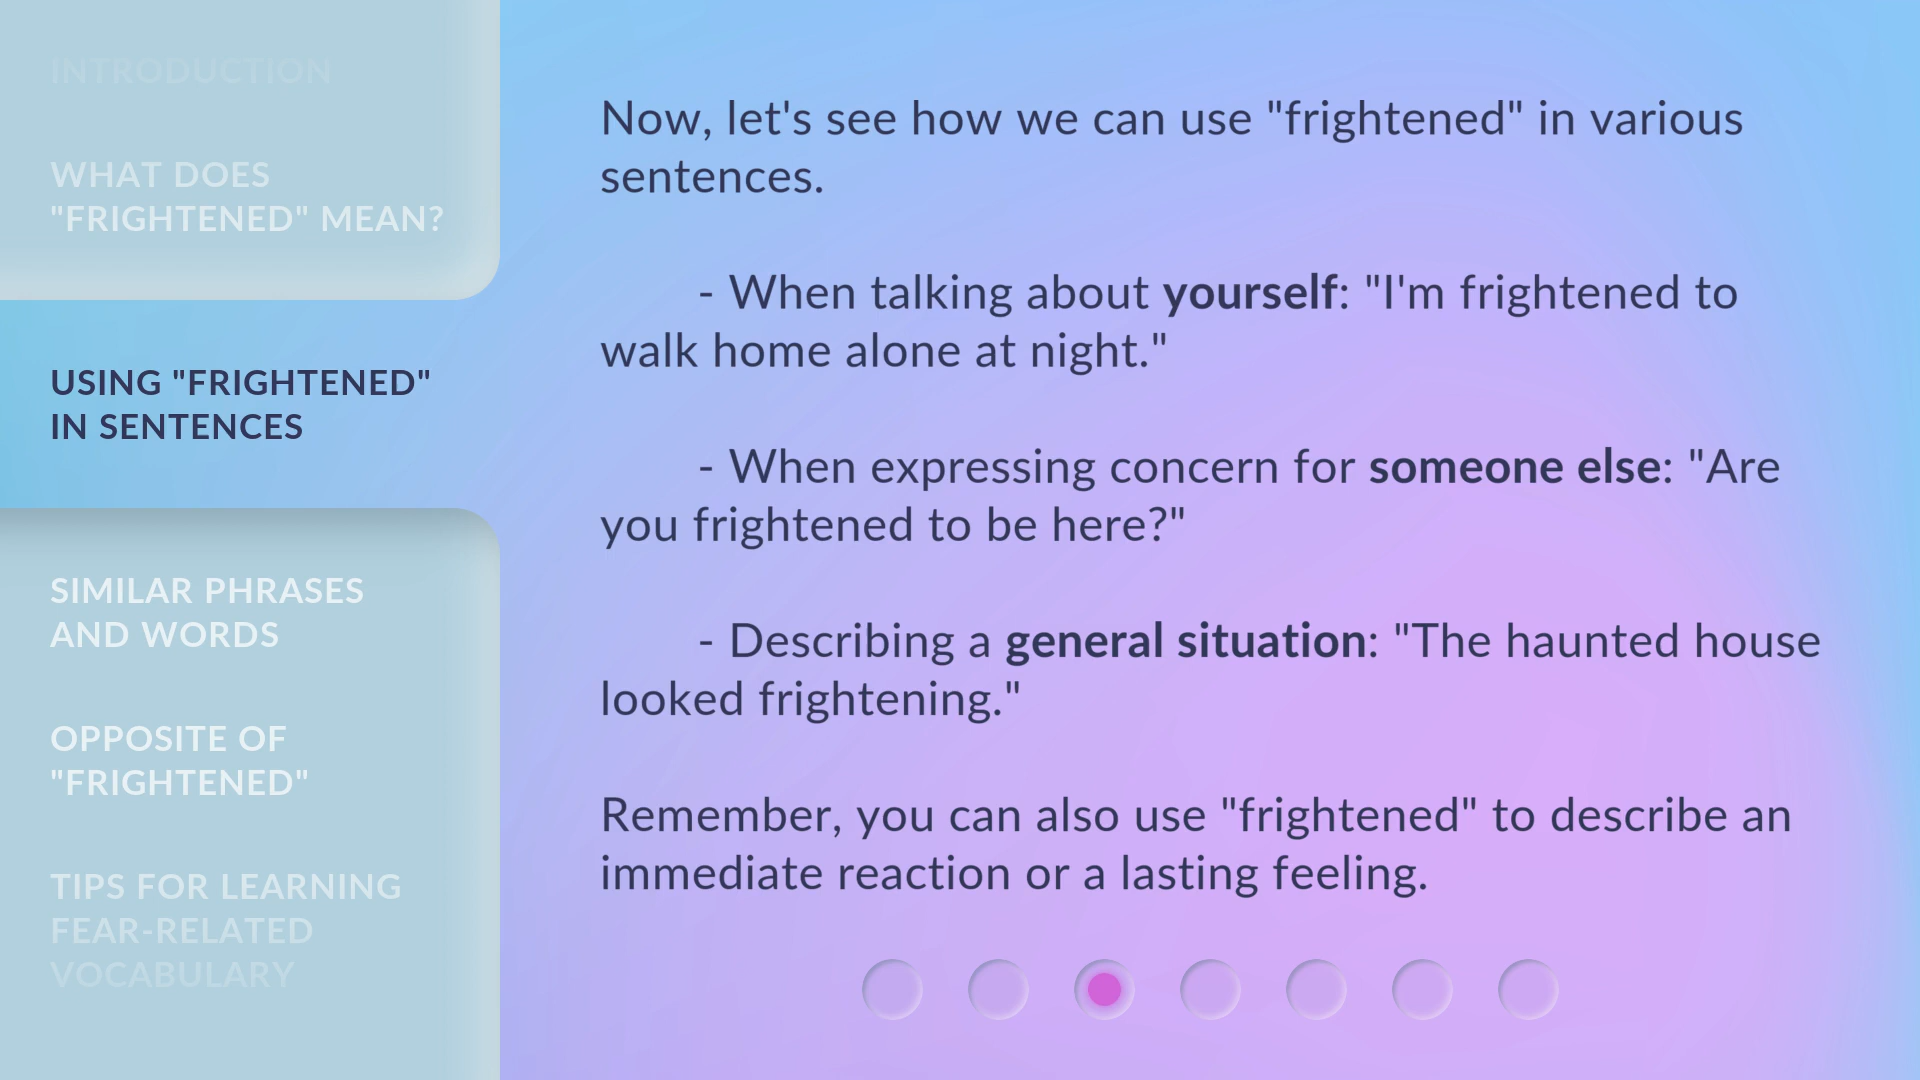 INTRODUCTION
WHAT DOES
"FRIGHTENED" MEAN?
USING "FRIGHTENED"
IN SENTENCES
SIMILAR PHRASES
AND WORDS
OPPOSITE OF
"FRIGHTENED"
TIPS FOR LEARNING
FEAR-RELATED
VOCABULARY
Now, let's see how we can use "frightened" in various
sentences.
- When talking about yourself: "I'm frightened to
walk home alone at night."
- When expressing concern for someone else: "Are
you frightened to be here?"
- Describing a general situation: "The haunted house
looked frightening."
Remember, you can also use "frightened" to describe an
immediate reaction or a lasting feeling.